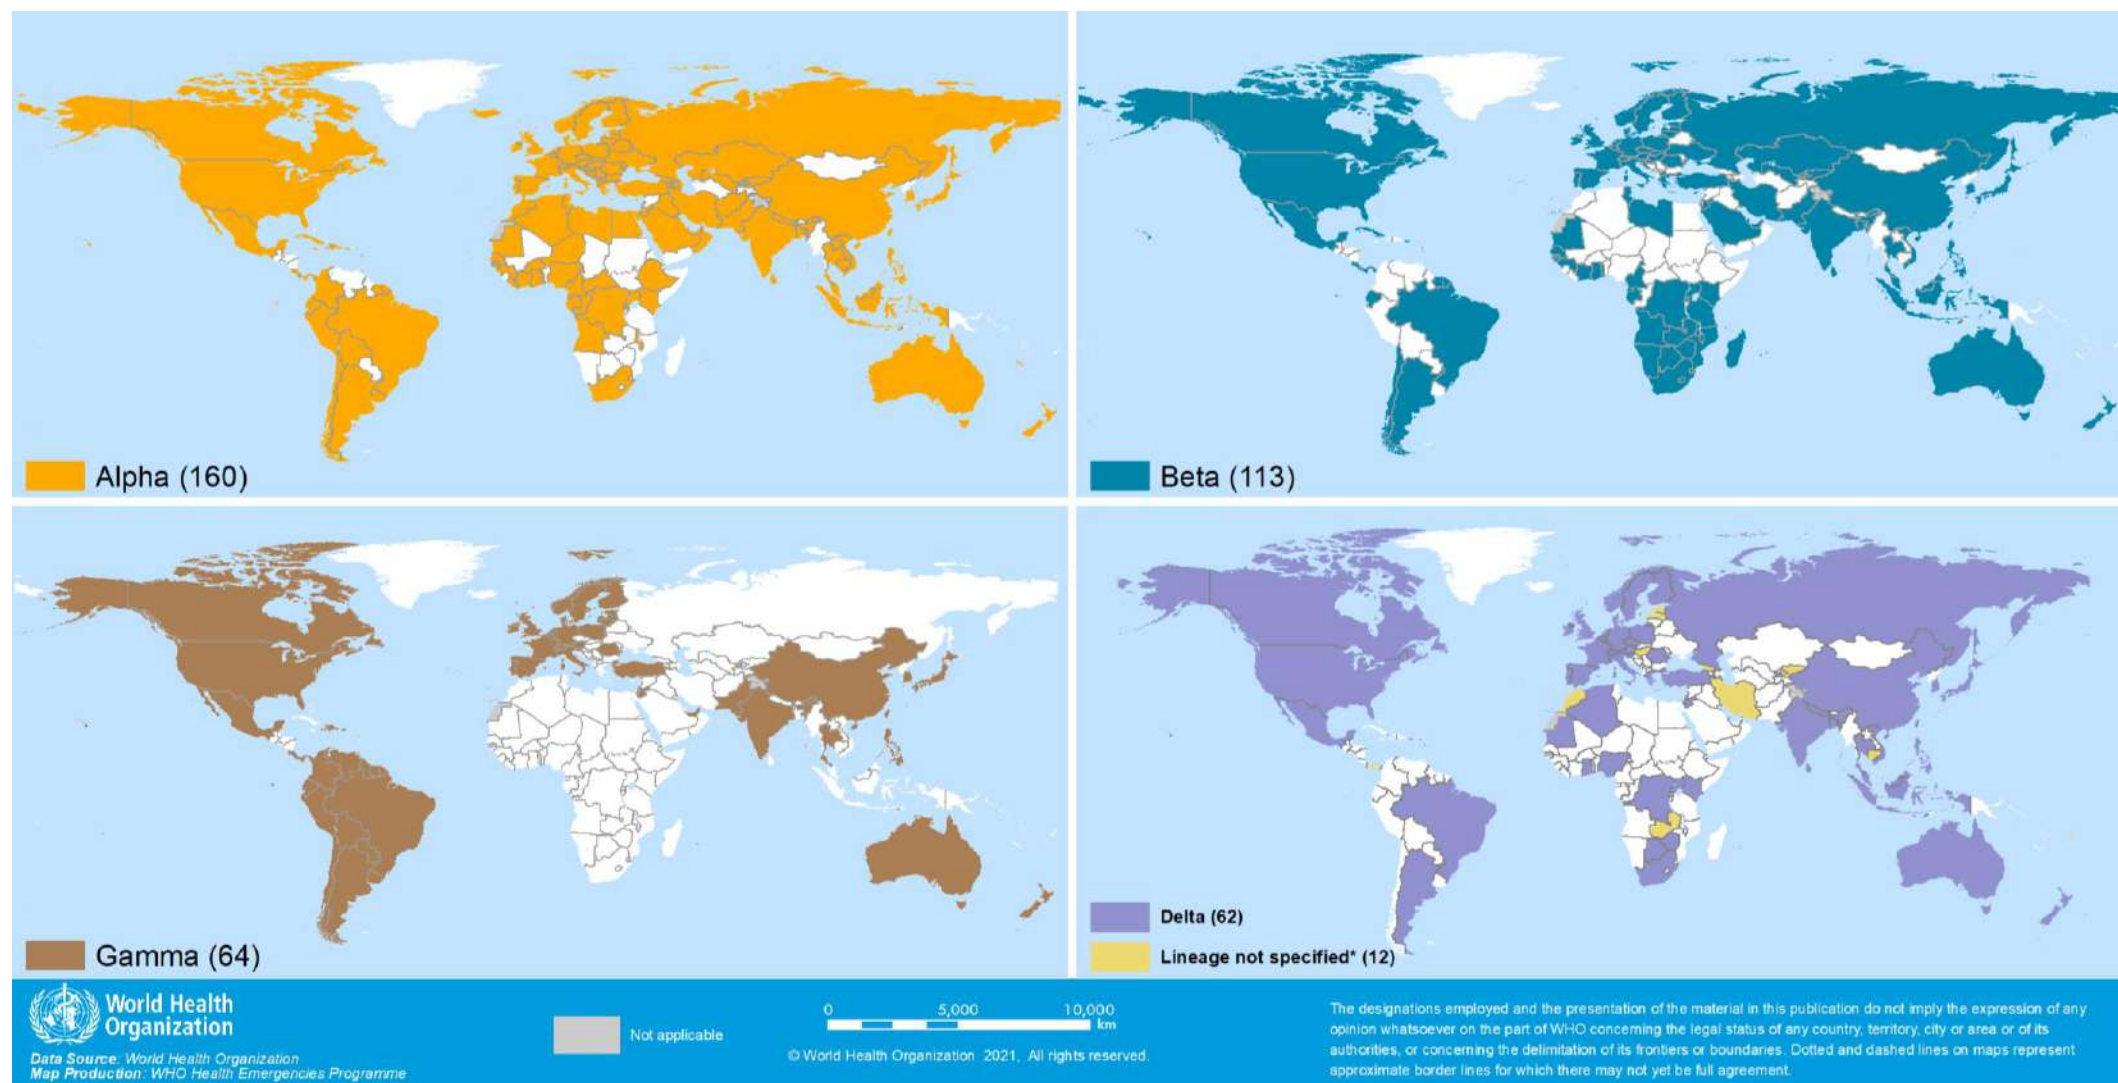 Alpha (160)
Beta (113)
Gamma (64)
Delta (62)
Lineage not specified* (12)
World Health
Organization
Data Source: World Health Organization
Map Production: WHO Health Emergencies Programme
Not applicable
0 5,000 10,000
km
© World Health Organization 2021, All rights reserved.
The designations employed and the presentation of the material in this publication do not imply the expression of any
opinion whatsoever on the part of WHO concerning the legal status of any country, territory, city or area or of its
authorities, or concerning the delimitation of its frontiers or boundaries. Dotted and dashed lines on maps represent
approximate border lines for which there may not yet be full agreement.